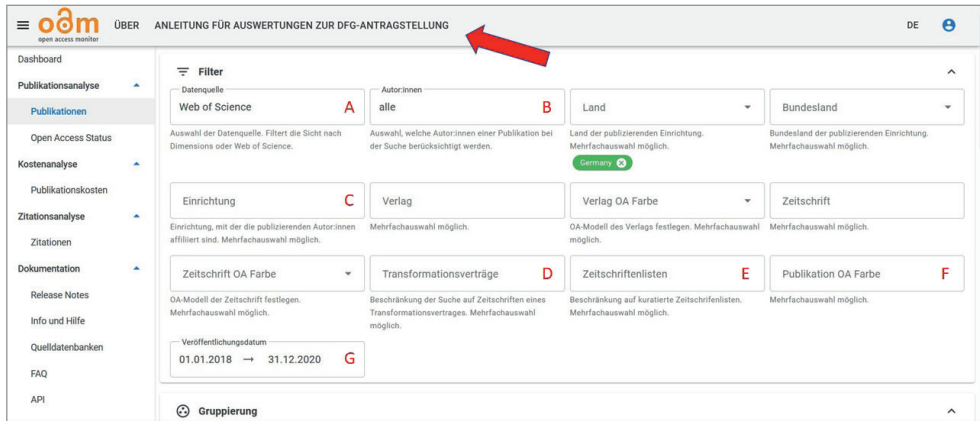 oam
open access monitor
ÜBER
ANLEITUNG FÜR AUSWERTUNGEN ZUR DFG-ANTRAGSTELLUNG
DE
Dashboard
Publikationsanalyse
Publikationen
Open Access Status
Kostenanalyse
Publikationskosten
Zitationsanalyse
Zitationen
Dokumentation
Release Notes
Info und Hilfe
Quelldatenbanken
FAQ
API
Filter
Datenquelle
Web of Science A
Auswahl der Datenquelle. Filtert die Sicht nach
Dimensions oder Web of Science.
Autor:innen
alle B
Auswahl, welche Autor:innen einer Publikation bei
der Suche berücksichtigt werden.
Land
Land der publizierenden Einrichtung.
Mehrfachauswahl möglich.
Germany
Bundesland
Bundesland der publizierenden Einrichtung.
Mehrfachauswahl möglich.
Einrichtung C
Einrichtung, mit der die publizierenden Autor:innen
affiliiert sind. Mehrfachauswahl möglich.
Verlag
Mehrfachauswahl möglich.
Verlag OA Farbe
OA-Modell des Verlags festlegen. Mehrfachauswahl
möglich.
Zeitschrift
Mehrfachauswahl möglich.
Zeitschrift OA Farbe
OA-Modell der Zeitschrift festlegen.
Mehrfachauswahl möglich.
Transformationsverträge D
Beschränkung der Suche auf Zeitschriften eines
Transformationsvertrages. Mehrfachauswahl
möglich.
Zeitschriftenlisten E
Beschränkung auf kuratierte Zeitschrifenlisten.
Mehrfachauswahl möglich.
Publikation OA Farbe F
Mehrfachauswahl möglich.
Veröffentlichungsdatum
01.01.2018 → 31.12.2020 G
Gruppierung